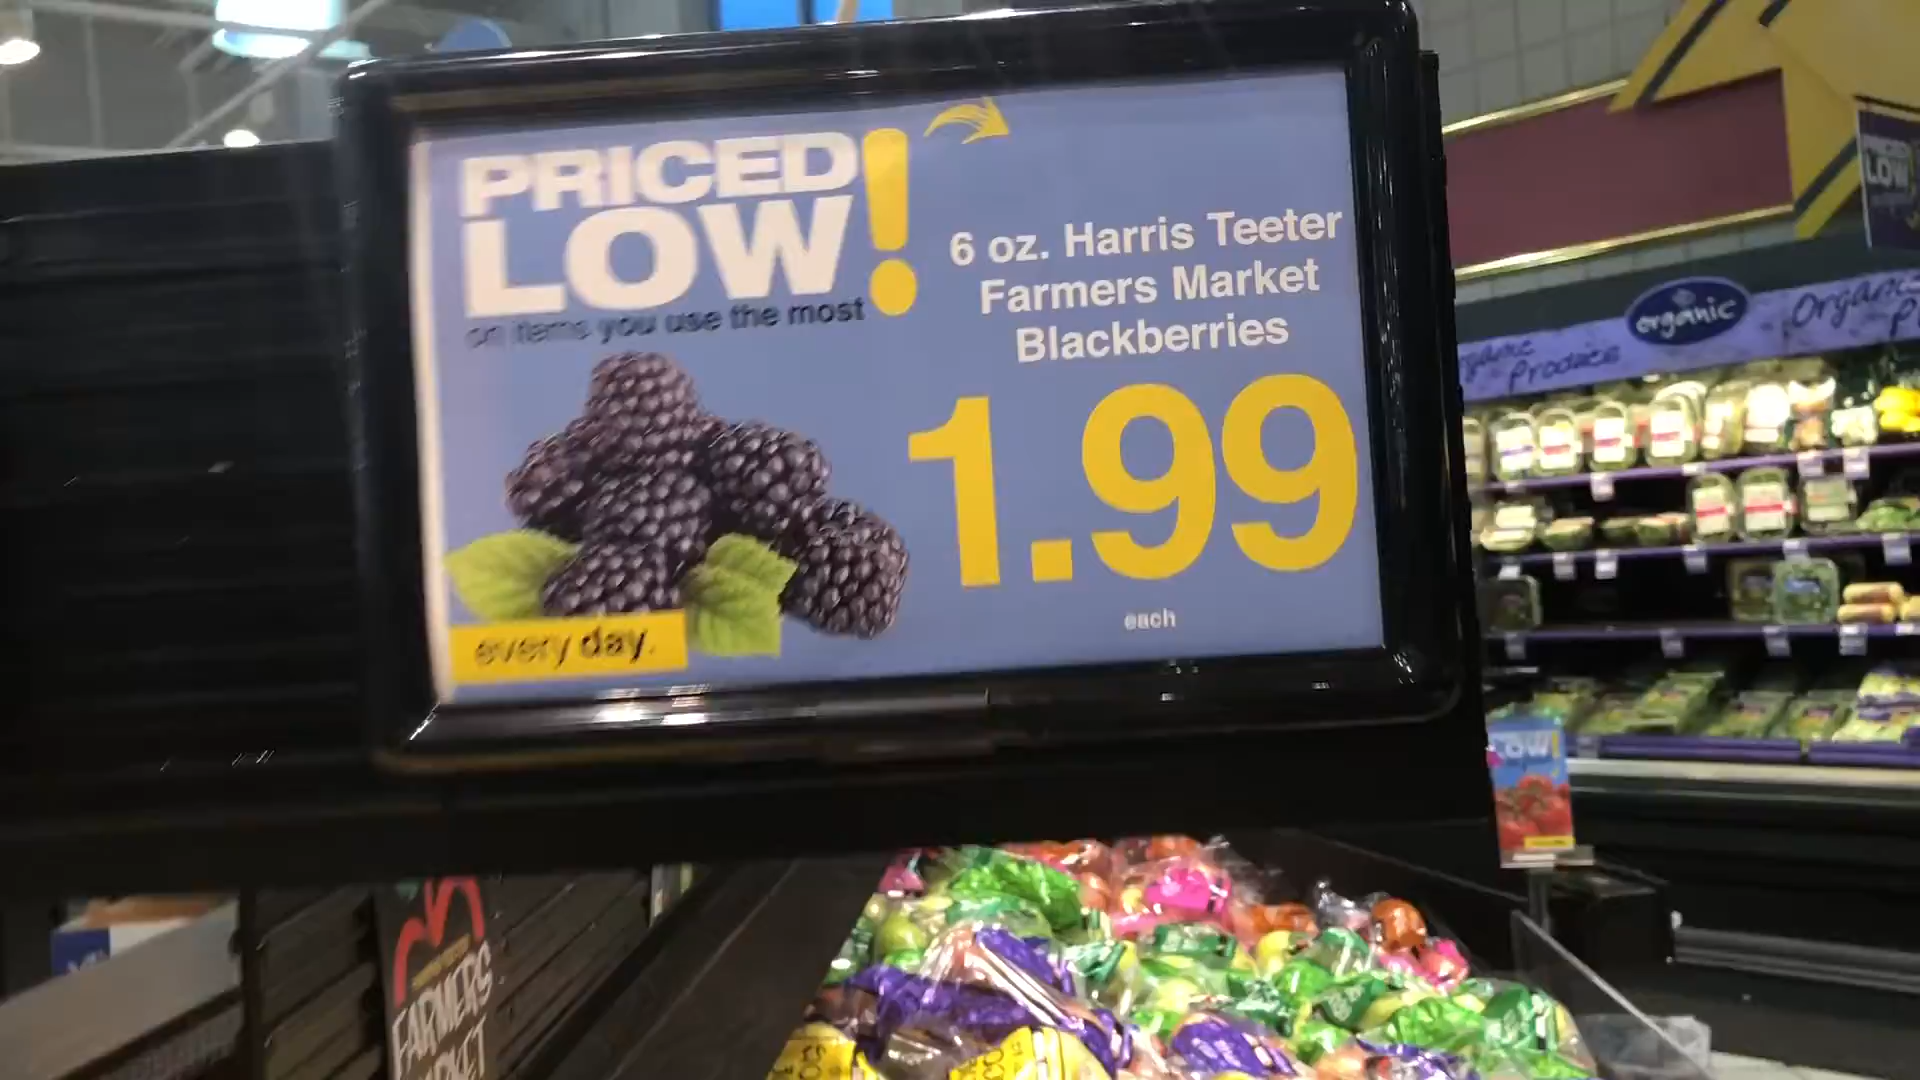 PRICED
LOW!
on items you use the most
6 oz. Harris Teeter
Farmers Market
Blackberries
1.99
each
every day.
organic
Organic
Produce
PRICED
LOW
LOW!
FARMERS
MARKET